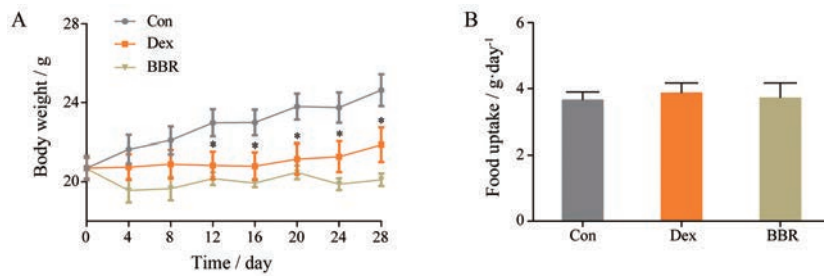 A
Body weight / g
28
24
20
Con
Dex
BBR
* * * * *
0 4 8 12 16 20 24 28
Time / day
B
Food uptake / g·day⁻¹
6
4
2
0
Con Dex BBR